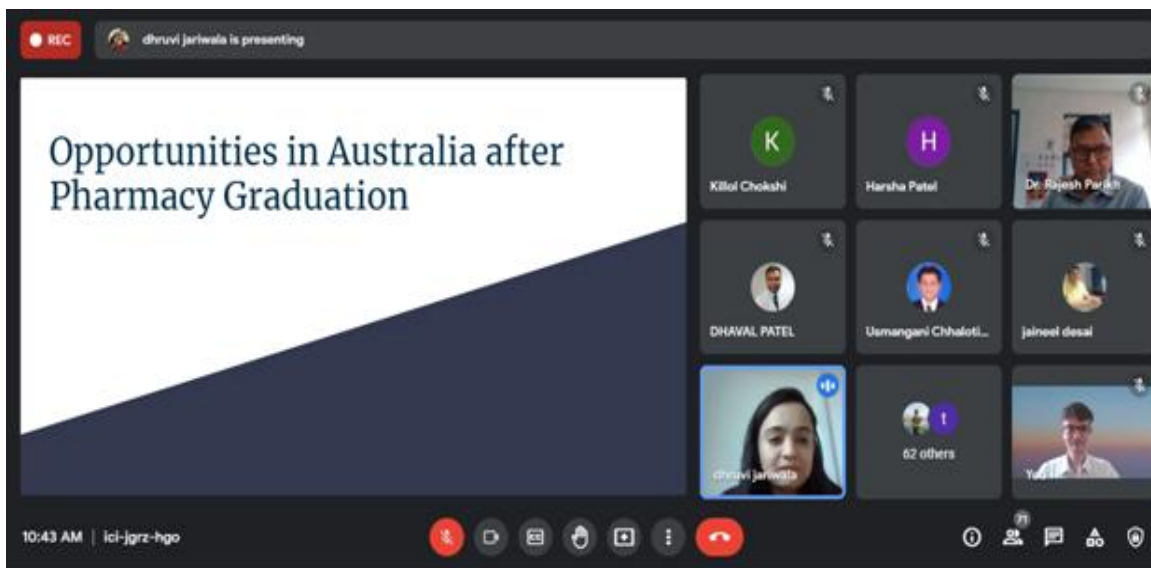 REC
dhruvi jariwala is presenting
Opportunities in Australia after
Pharmacy Graduation
K
Killol Chokshi
H
Harsha Patel
Dr. Rajesh Parikh
DHAVAL PATEL
Usmangani Chhaloti...
jaineel desai
dhruvi jariwala
t
62 others
You
10:43 AM | ici-jgrz-hgo
71